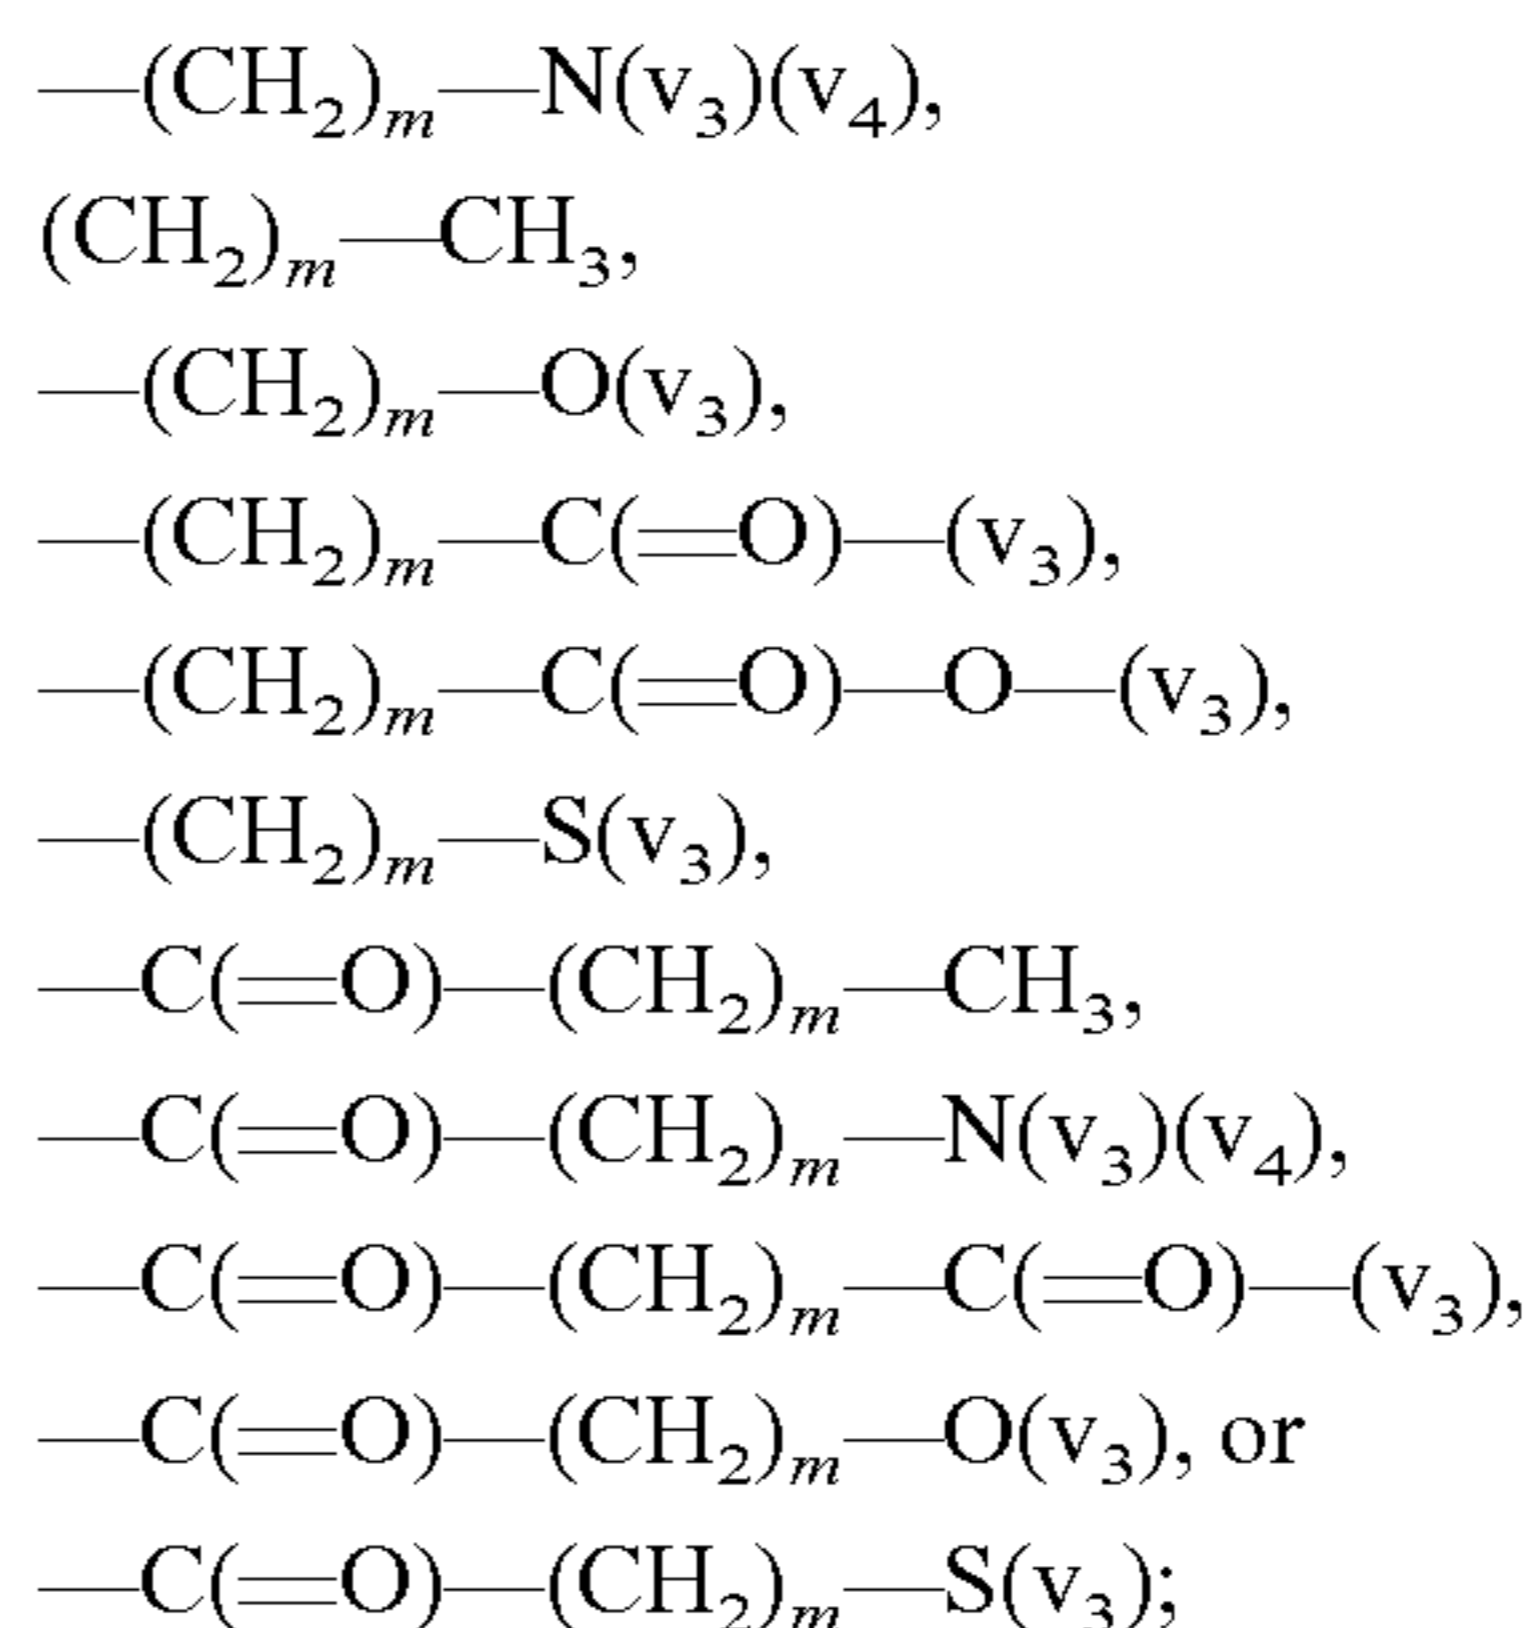 —(CH₂)ₘ—N(v₃)(v₄),
(CH₂)ₘ—CH₃,
—(CH₂)ₘ—O(v₃),
—(CH₂)ₘ—C(═O)—(v₃),
—(CH₂)ₘ—C(═O)—O—(v₃),
—(CH₂)ₘ—S(v₃),
—C(═O)—(CH₂)ₘ—CH₃,
—C(═O)—(CH₂)ₘ—N(v₃)(v₄),
—C(═O)—(CH₂)ₘ—C(═O)—(v₃),
—C(═O)—(CH₂)ₘ—O(v₃), or
—C(═O)—(CH₂)ₘ—S(v₃);